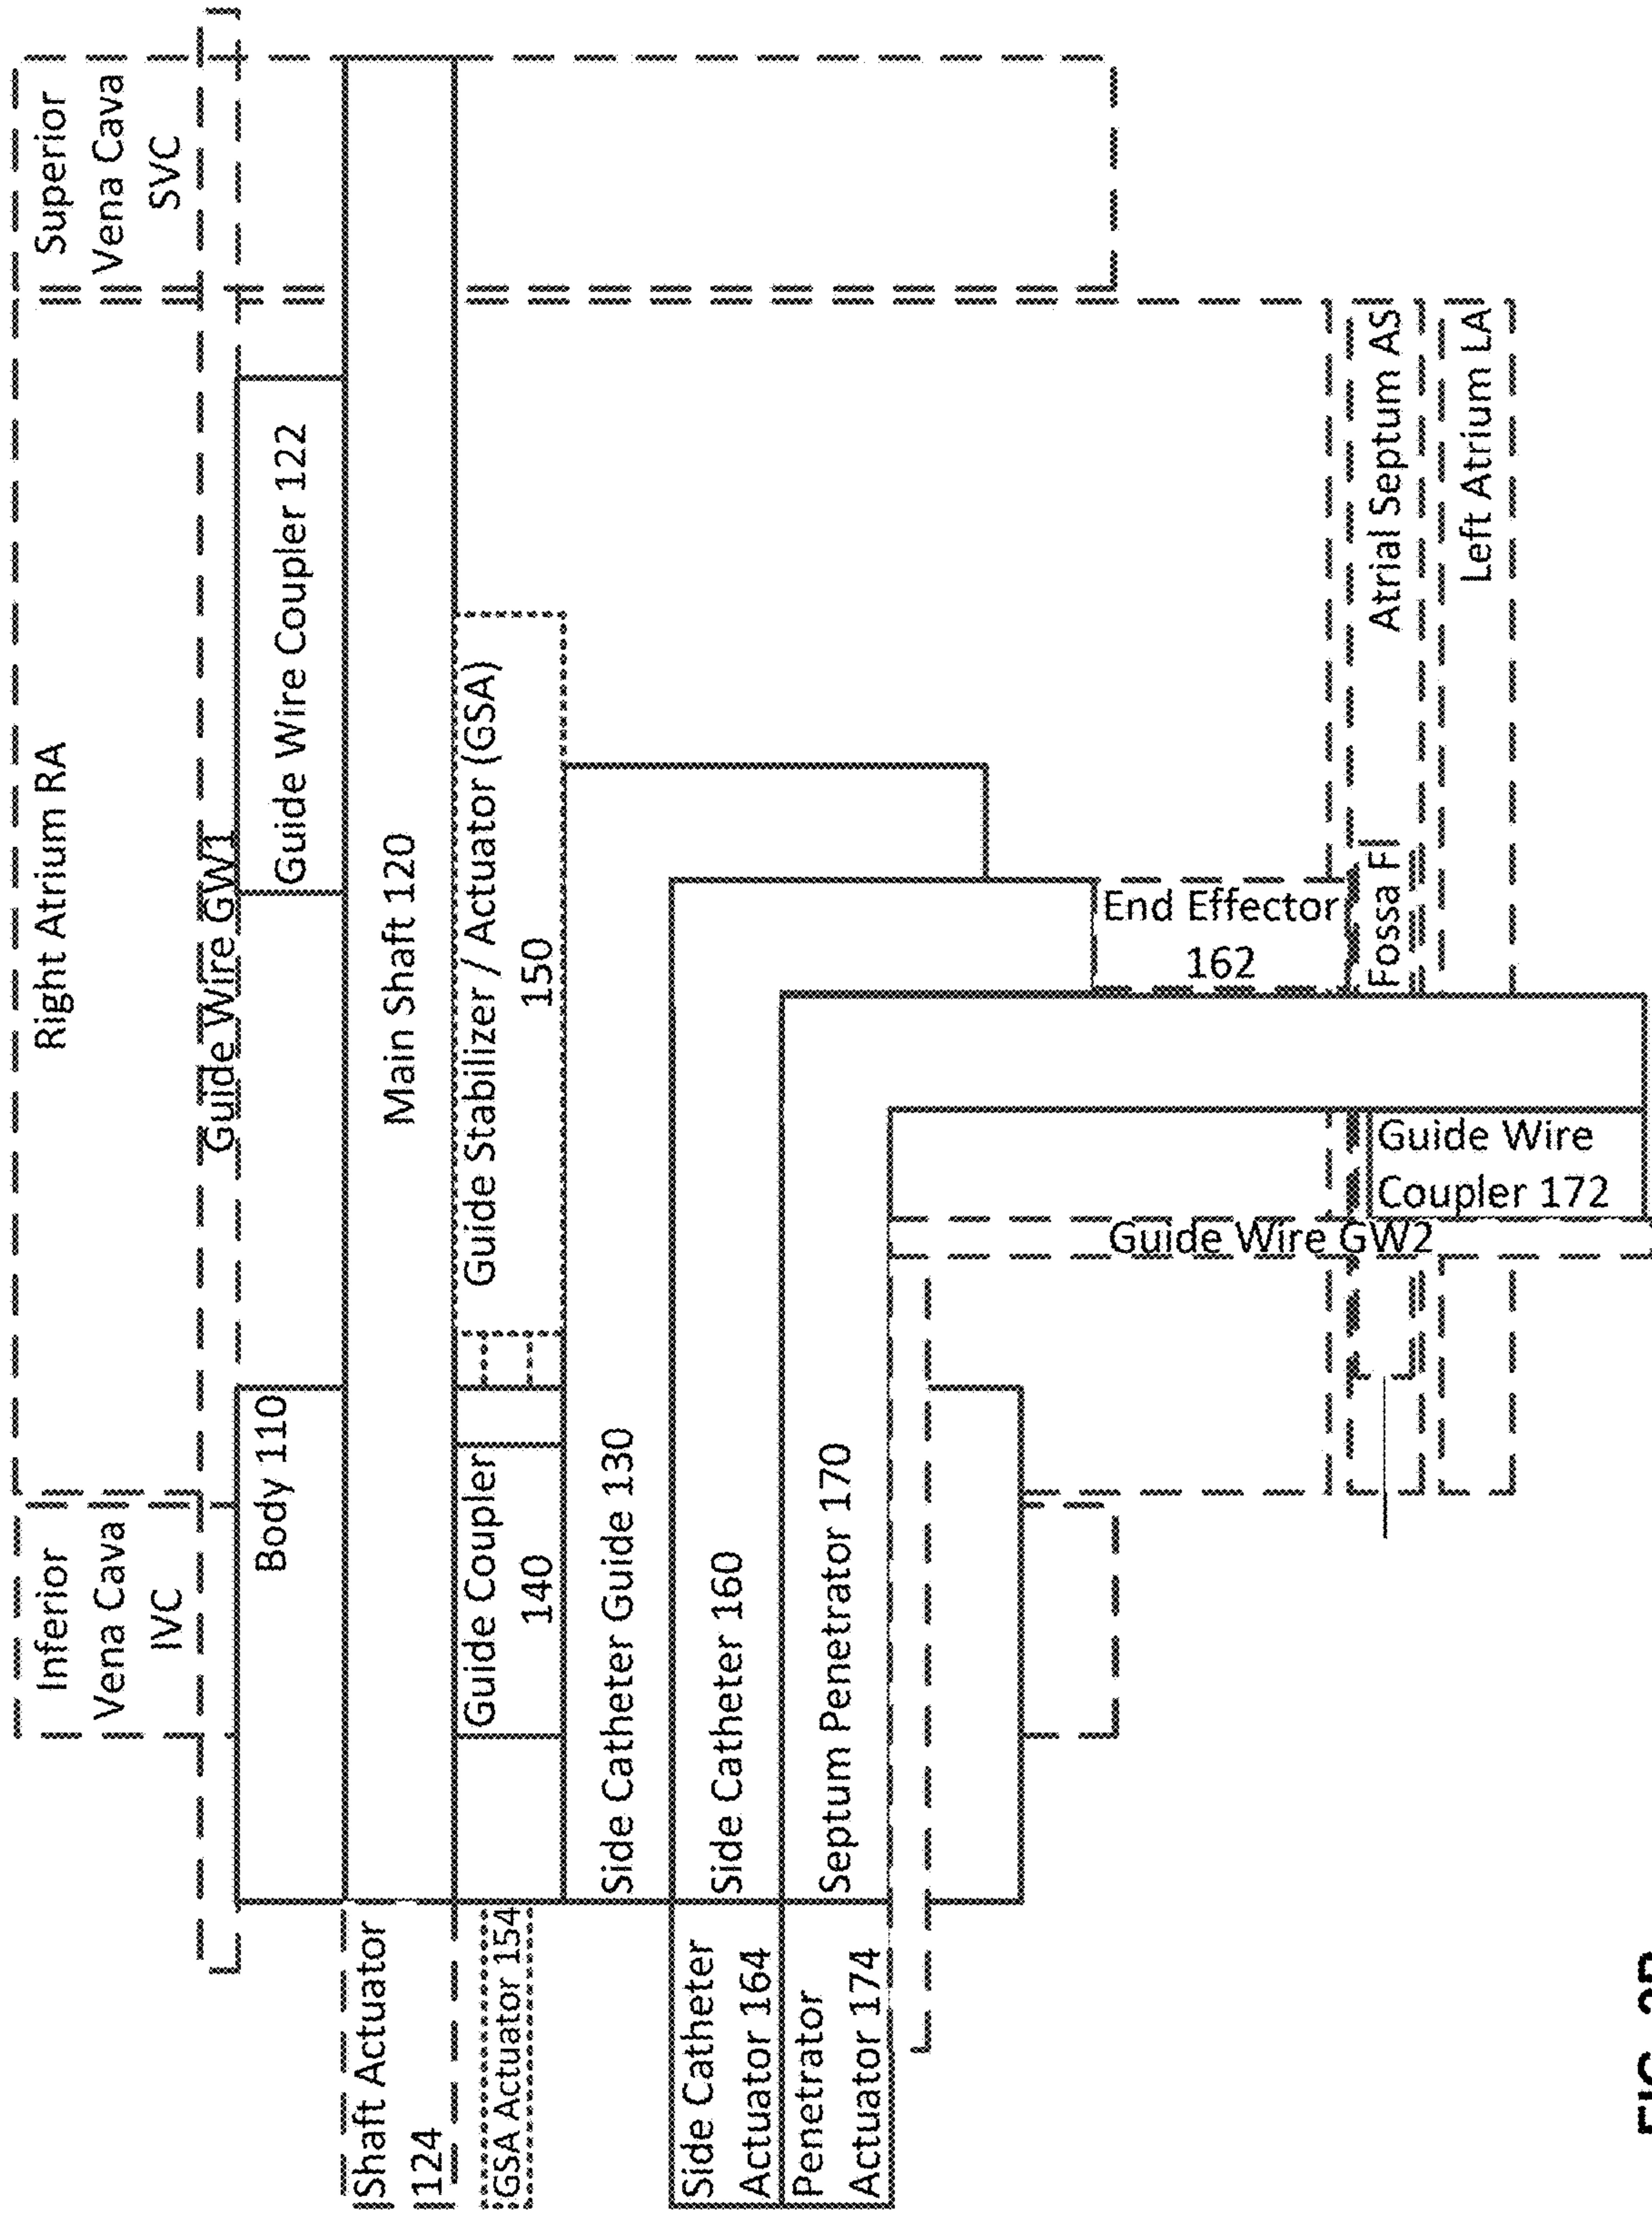 Inferior
Vena Cava
IVC
Right Atrium RA
Superior
Vena Cava
SVC
Guide Wire GW1
Body 110
Guide Wire Coupler 122
Shaft Actuator
124
Main Shaft 120
GSA Actuator 154
Guide Coupler
140
Guide Stabilizer / Actuator (GSA)
150
Side Catheter Guide 130
Side Catheter
Actuator 164
Side Catheter 160
Penetrator
Actuator 174
Septum Penetrator 170
End Effector
162
Fossa F
Atrial Septum AS
Left Atrium LA
Guide Wire
Coupler 172
Guide Wire GW2
FIG.